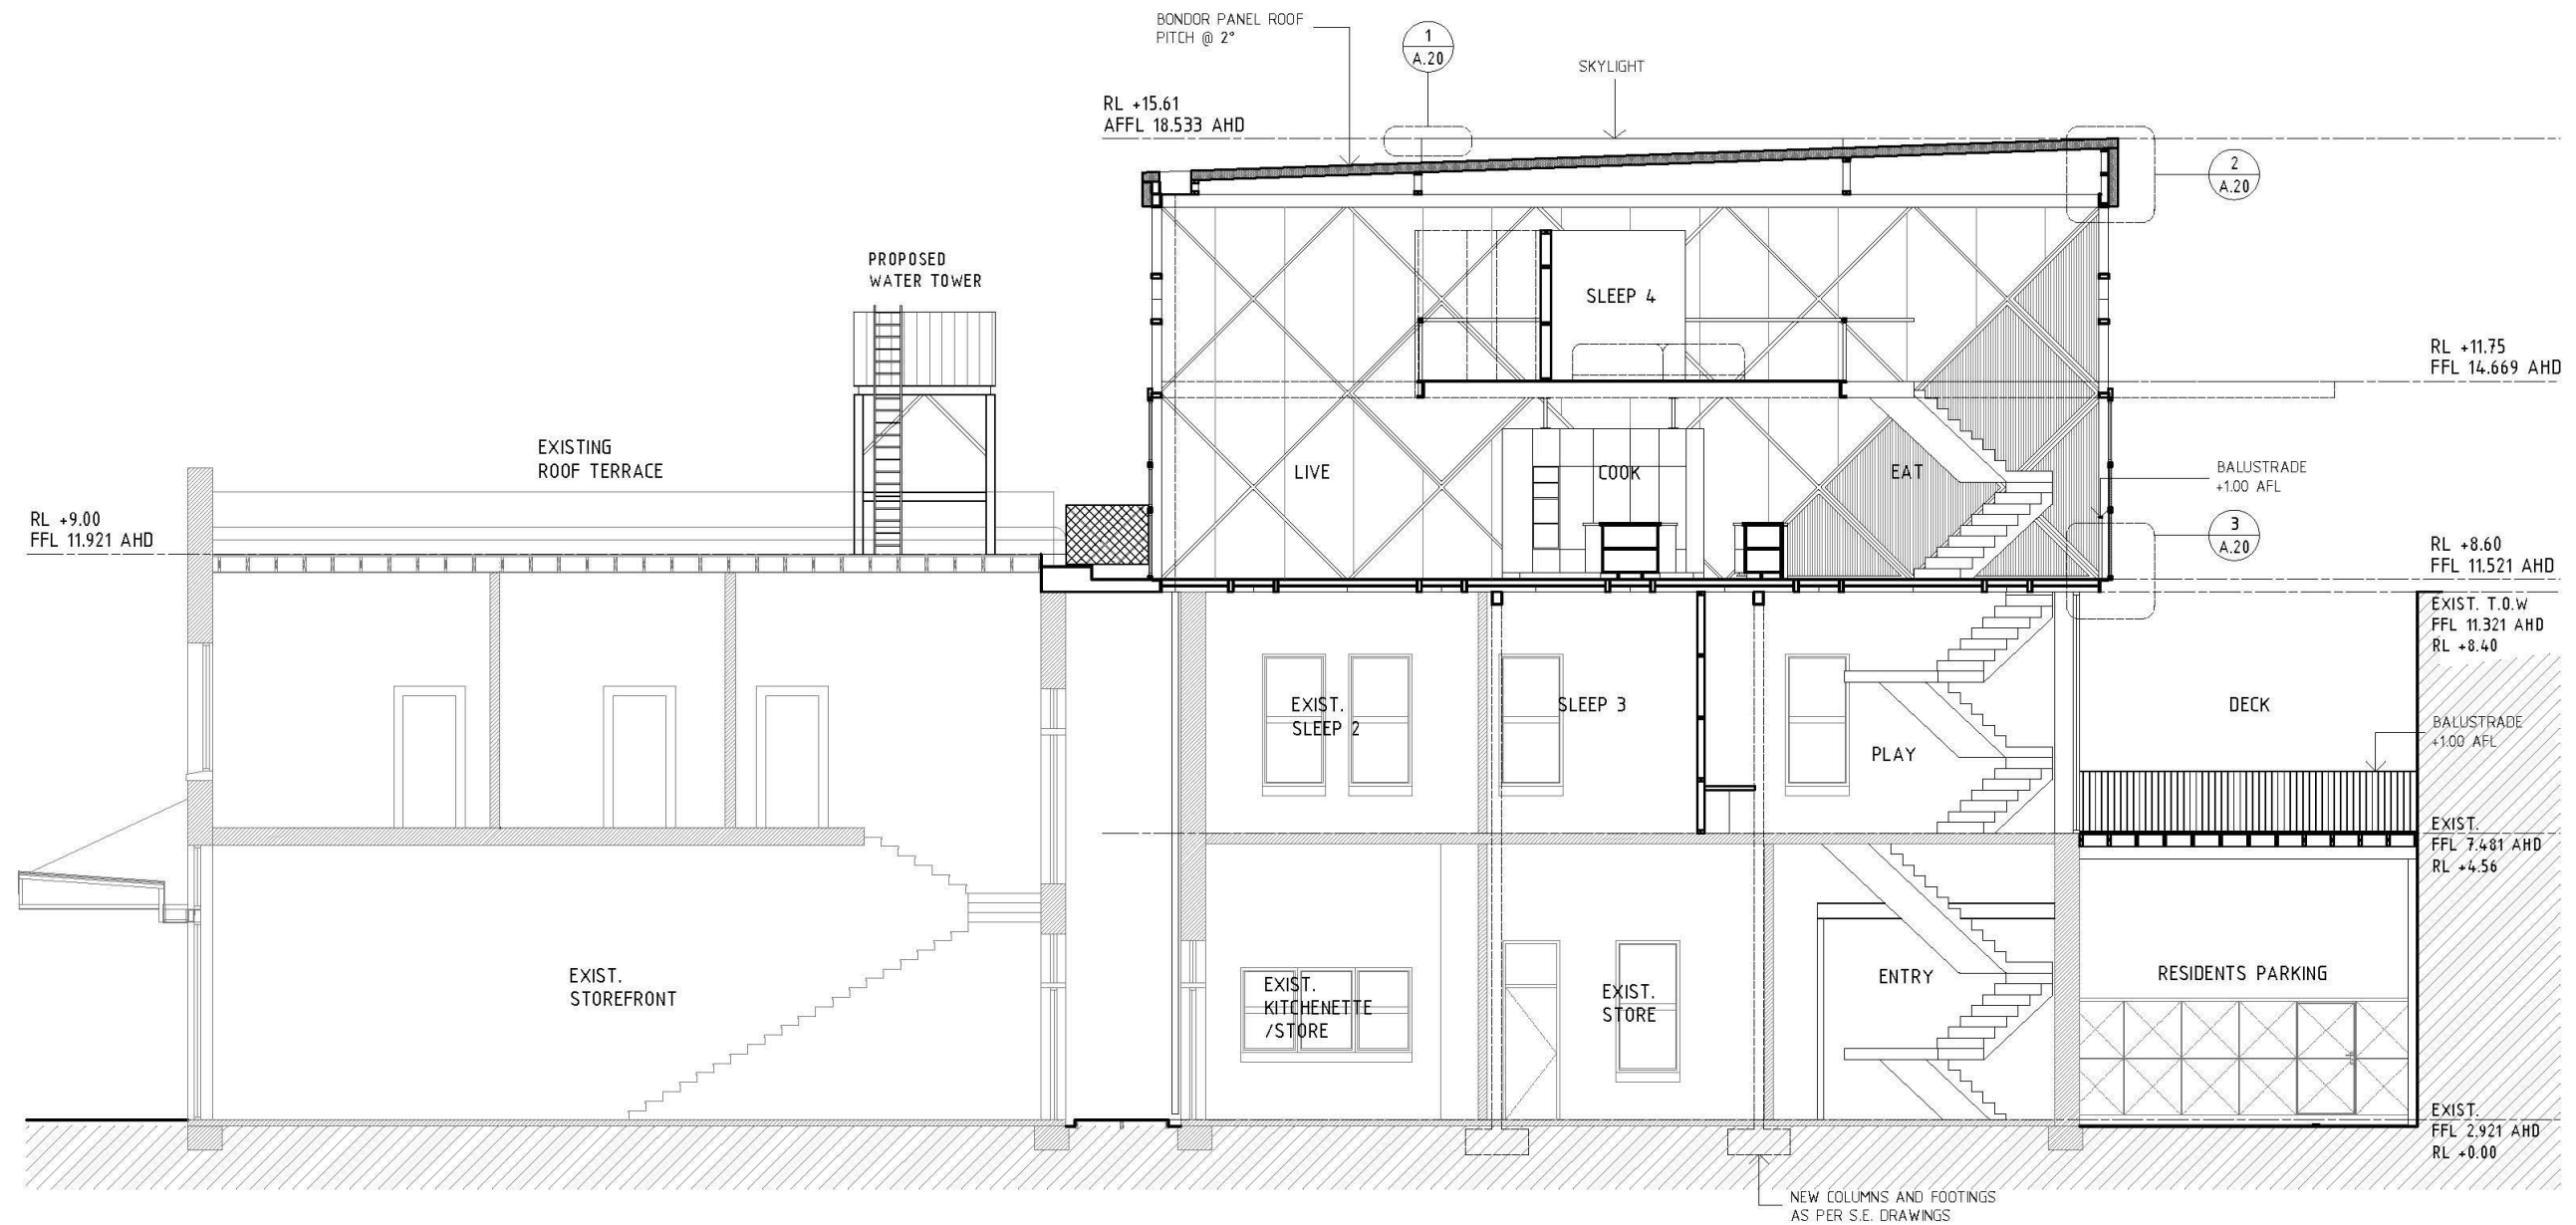 BONDOR PANEL ROOF
PITCH @ 2°
1
A.20
SKYLIGHT
RL +15.61
AFFL 18.533 AHD
2
A.20
PROPOSED
WATER TOWER
SLEEP 4
RL +11.75
FFL 14.669 AHD
EXISTING
ROOF TERRACE
LIVE
COOK
EAT
BALUSTRADE
+1.00 AFL
RL +9.00
FFL 11.921 AHD
3
A.20
RL +8.60
FFL 11.521 AHD
EXIST. T.O.W
FFL 11.321 AHD
RL +8.40
EXIST.
SLEEP 2
SLEEP 3
PLAY
DECK
BALUSTRADE
+1.00 AFL
EXIST.
FFL 7.481 AHD
RL +4.56
EXIST.
STOREFRONT
EXIST.
KITCHENETTE
/STORE
EXIST.
STORE
ENTRY
RESIDENTS PARKING
EXIST.
FFL 2.921 AHD
RL +0.00
NEW COLUMNS AND FOOTINGS
AS PER S.E. DRAWINGS